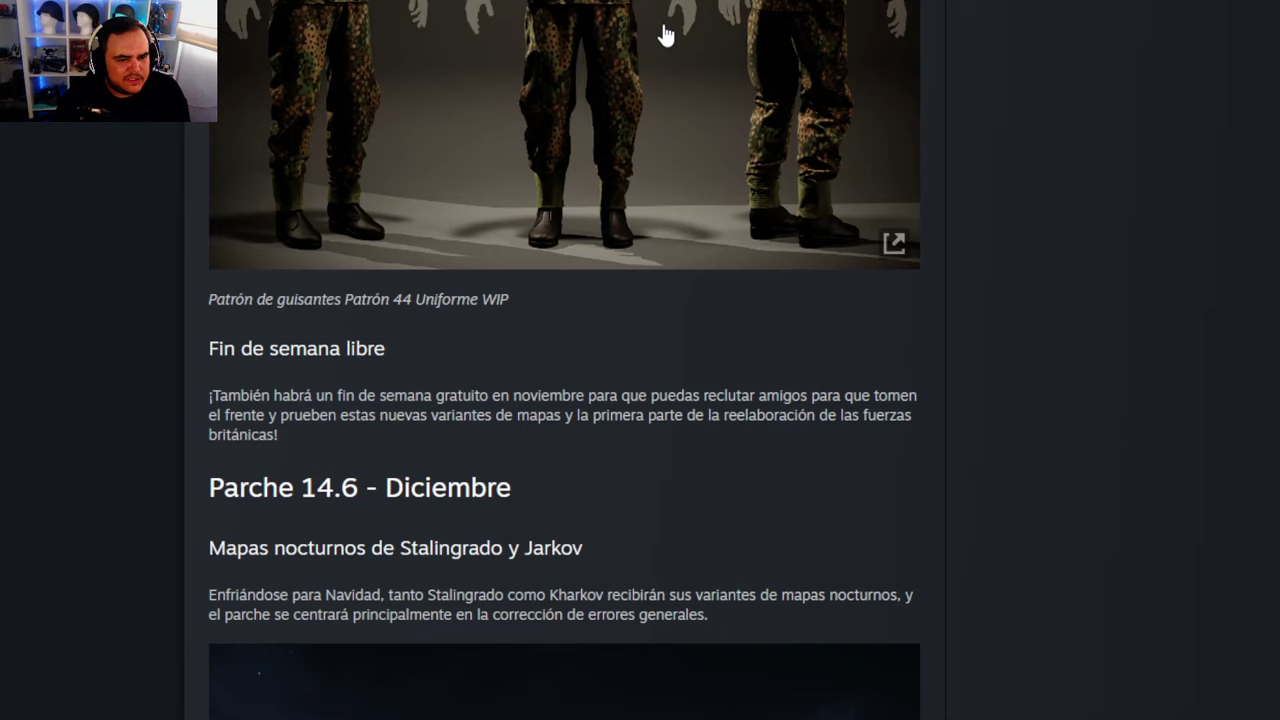 Patrón de guisantes Patrón 44 Uniforme WIP
Fin de semana libre
¡También habrá un fin de semana gratuito en noviembre para que puedas reclutar amigos para que tomen
el frente y prueben estas nuevas variantes de mapas y la primera parte de la reelaboración de las fuerzas
británicas!
Parche 14.6 - Diciembre
Mapas nocturnos de Stalingrado y Jarkov
Enfriándose para Navidad, tanto Stalingrado como Kharkov recibirán sus variantes de mapas nocturnos, y
el parche se centrará principalmente en la corrección de errores generales.